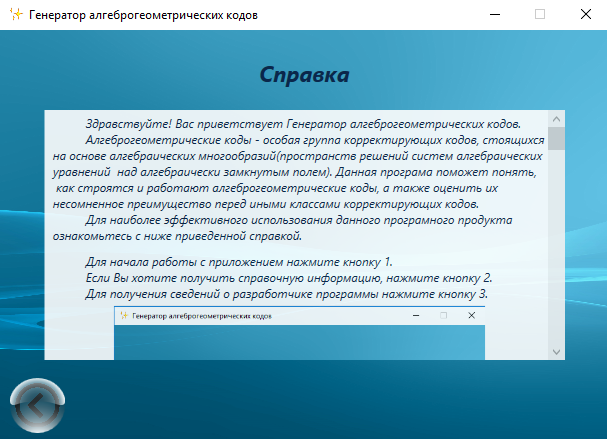 Генератор алгеброгеометрических кодов
Справка
Здравствуйте! Вас приветствует Генератор алгеброгеометрических кодов.
Алгеброгеометрические коды - особая группа корректирующих кодов, стоящихся
на основе алгебраических многообразий(пространств решений систем алгебраических
уравнений над алгебраически замкнутым полем). Данная програма поможет понять,
как строятся и работают алгеброгеометрические коды, а также оценить их
несомненное преимущество перед иными классами корректирующих кодов.
Для наиболее эффективного использования данного програмного продукта
ознакомьтесь с ниже приведенной справкой.
Для начала работы с приложением нажмите кнопку 1.
Если Вы хотите получить справочную информацию, нажмите кнопку 2.
Для получения сведений о разработчике программы нажмите кнопку 3.
Генератор алгеброгеометрических кодов